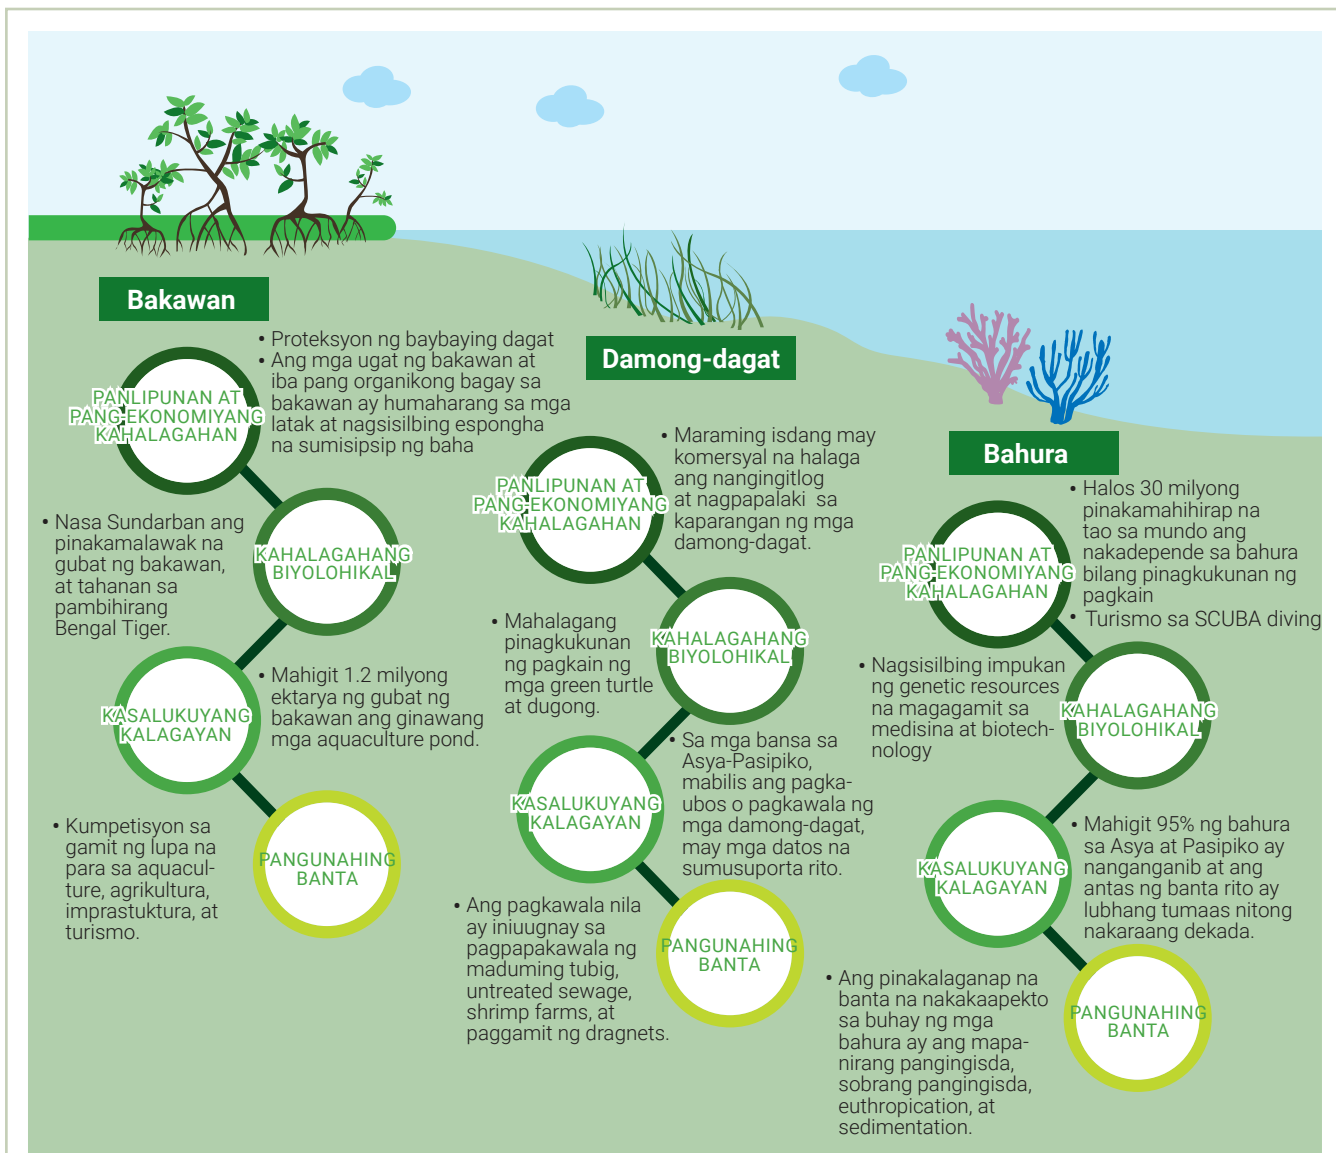 Bakawan
PANLIPUNAN AT
PANG-EKONOMIYANG
KAHALAGAHAN
• Proteksyon ng baybaying dagat
• Ang mga ugat ng bakawan at
iba pang organikong bagay sa
bakawan ay humaharang sa mga
latak at nagsisilbing espongha
na sumisipsip ng baha
KAHALAGAHANG
BIYOLOHIKAL
• Nasa Sundarban ang
pinakamalawak na
gubat ng bakawan,
at tahanan sa
pambihirang
Bengal Tiger.
KASALUKUYANG
KALAGAYAN
• Mahigit 1.2 milyong
ektarya ng gubat ng
bakawan ang ginawang
mga aquaculture pond.
PANGUNAHING
BANTA
• Kumpetisyon sa
gamit ng lupa na
para sa aquacul-
ture, agrikultura,
imprastuktura, at
turismo.
Damong-dagat
PANLIPUNAN AT
PANG-EKONOMIYANG
KAHALAGAHAN
• Maraming isdang may
komersyal na halaga
ang nangingitlog
at nagpapalaki sa
kaparangan ng mga
damong-dagat.
KAHALAGAHANG
BIYOLOHIKAL
• Mahalagang
pinagkukunan
ng pagkain ng
mga green turtle
at dugong.
KASALUKUYANG
KALAGAYAN
• Sa mga bansa sa
Asya-Pasipiko,
mabilis ang pagka-
ubos o pagkawala ng
mga damong-dagat,
may mga datos na
sumusuporta rito.
PANGUNAHING
BANTA
• Ang pagkawala nila
ay iniuugnay sa
pagpapakawala ng
maduming tubig,
untreated sewage,
shrimp farms, at
paggamit ng dragnets.
Bahura
PANLIPUNAN AT
PANG-EKONOMIYANG
KAHALAGAHAN
• Halos 30 milyong
pinakamahihirap na
tao sa mundo ang
nakadepende sa bahura
bilang pinagkukunan ng
pagkain
• Turismo sa SCUBA diving
KAHALAGAHANG
BIYOLOHIKAL
• Nagsisilbing impukan
ng genetic resources
na magagamit sa
medisina at biotech-
nology
KASALUKUYANG
KALAGAYAN
• Mahigit 95% ng bahura
sa Asya at Pasipiko ay
nanganganib at ang
antas ng banta rito ay
lubhang tumaas nitong
nakaraang dekada.
PANGUNAHING
BANTA
• Ang pinakalaganap na
banta na nakakaapekto
sa buhay ng mga
bahura ay ang mapa-
nirang pangingisda,
sobrang pangingisda,
euthropication, at
sedimentation.